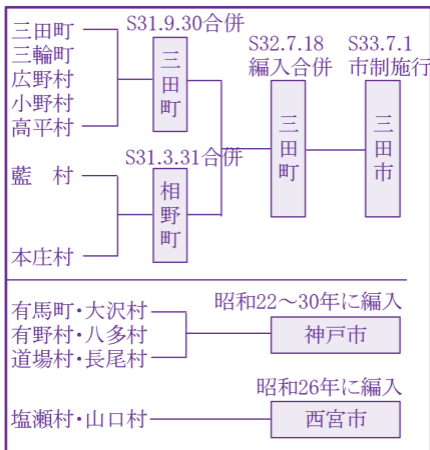 三田町
三輪町
広野村
小野村
高平村
S31.9.30合併
三田町
藍　村
本庄村
S31.3.31合併
相野町
S32.7.18
編入合併
三田町
S33.7.1
市制施行
三田市
有馬町・大沢村
有野村・八多村
道場村・長尾村
昭和22～30年に編入
神戸市
塩瀬村・山口村
昭和26年に編入
西宮市